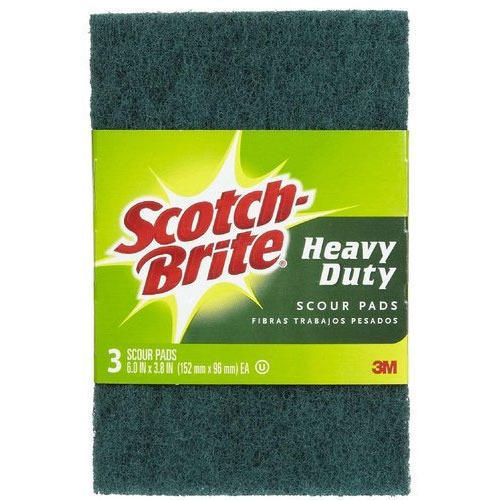 Scotch-
Brite®
Heavy
Duty
SCOUR PADS
FIBRAS TRABAJOS PESADOS
3 SCOUR PADS
6.0 IN x 3.8 IN (152 mm x 96 mm) EA U
3M